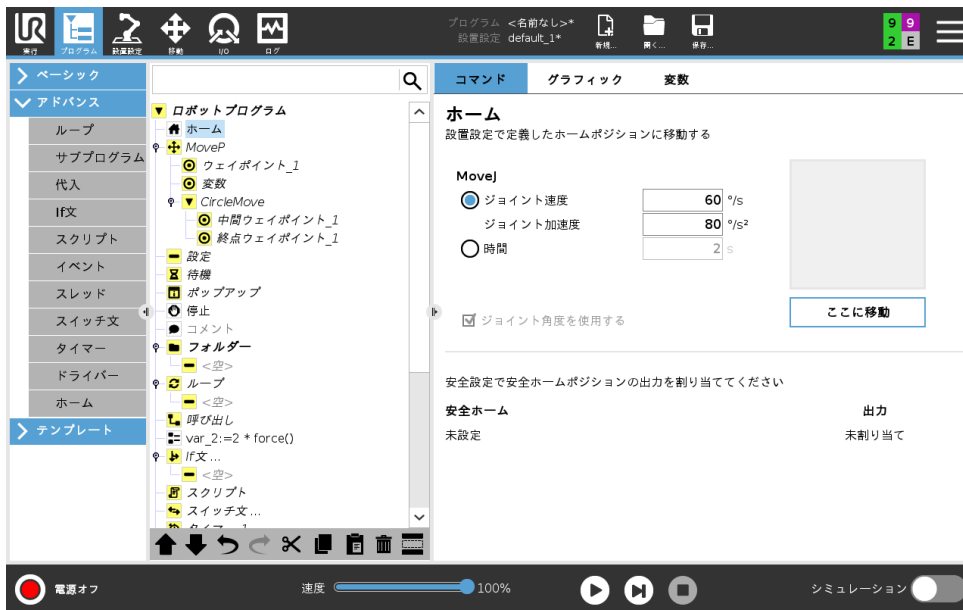 UR
実行
プログラム
設置設定
移動
I/O
ログ
プログラム <名前なし>*
設置設定 default_1*
新規...
開く...
保存...
9 9
2 E
ベーシック
アドバンス
ループ
サブプログラム
代入
If文
スクリプト
イベント
スレッド
スイッチ文
タイマー
ドライバー
ホーム
テンプレート
ロボットプログラム
ホーム
MoveP
ウェイポイント_1
変数
CircleMove
中間ウェイポイント_1
終点ウェイポイント_1
設定
待機
ポップアップ
停止
コメント
フォルダー
<空>
ループ
<空>
呼び出し
var_2:=2 * force()
If文 ...
<空>
スクリプト
スイッチ文 ...
コマンド グラフィック 変数
ホーム
設置設定で定義したホームポジションに移動する
MoveJ
ジョイント速度 60 °/s
ジョイント加速度 80 °/s²
時間 2 s
ここに移動
ジョイント角度を使用する
安全設定で安全ホームポジションの出力を割り当ててください
安全ホーム 出力
未設定 未割り当て
電源オフ
速度 100%
シミュレーション